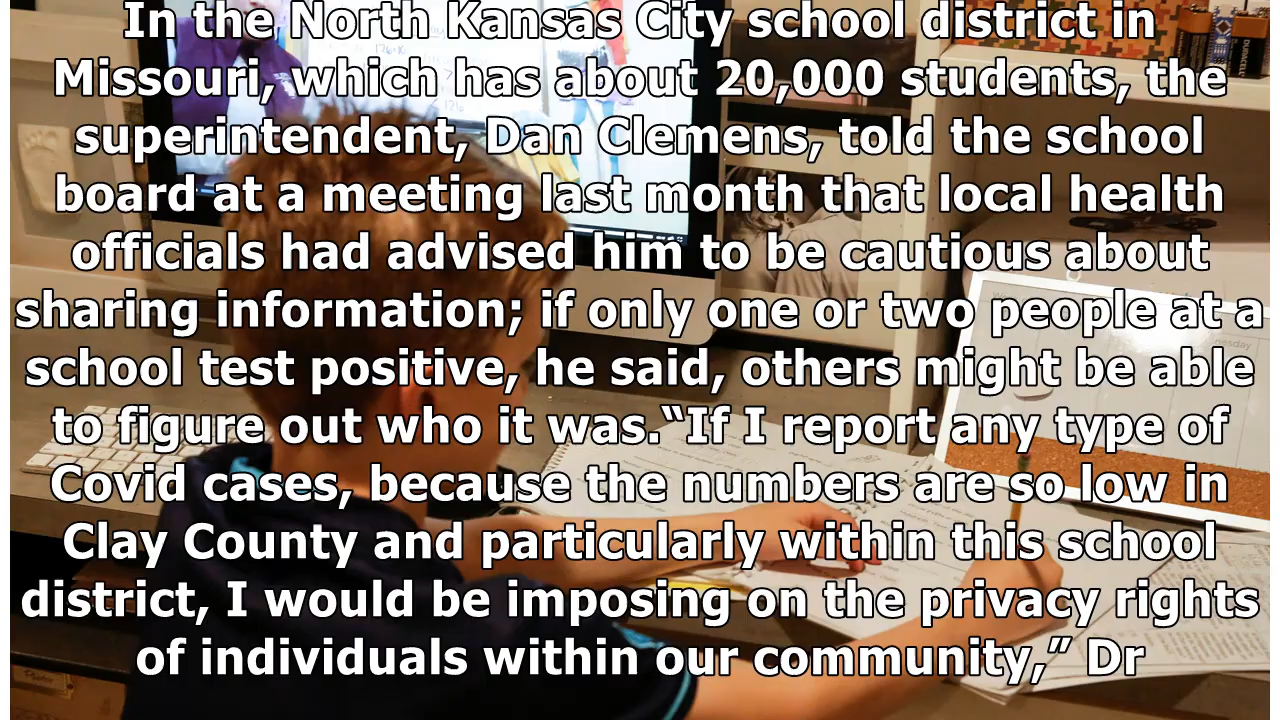 In the North Kansas City school district in
Missouri, which has about 20,000 students, the
superintendent, Dan Clemens, told the school
board at a meeting last month that local health
officials had advised him to be cautious about
sharing information; if only one or two people at a
school test positive, he said, others might be able
to figure out who it was.“If I report any type of
Covid cases, because the numbers are so low in
Clay County and particularly within this school
district, I would be imposing on the privacy rights
of individuals within our community,” Dr